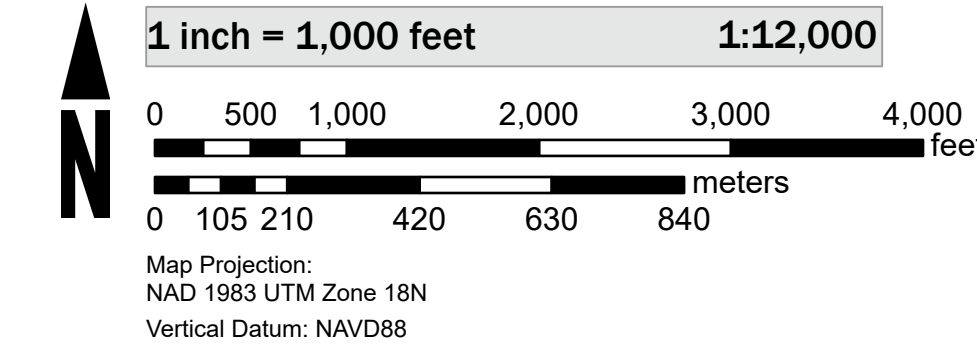 1 inch = 1,000 feet 1:12,000
0 500 1,000 2,000 3,000 4,000
feet
meters
0 105 210 420 630 840
N
Map Projection:
NAD 1983 UTM Zone 18N
Vertical Datum: NAVD88